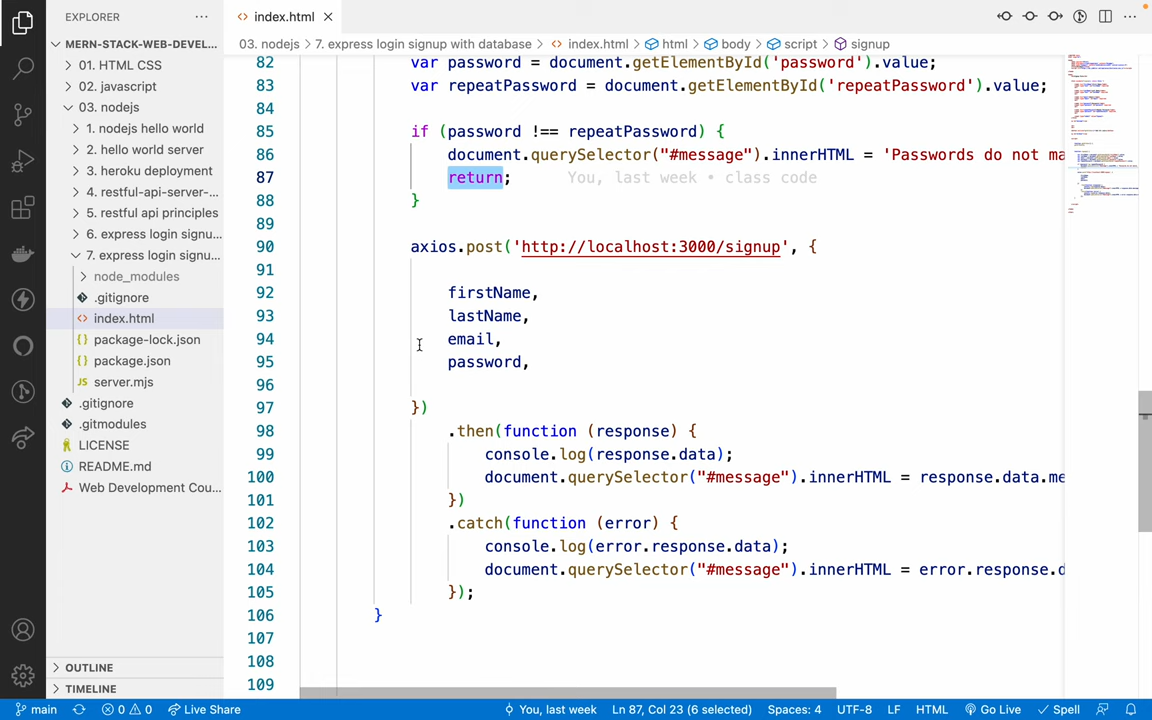 EXPLORER
index.html
MERN-STACK-WEB-DEVEL...
03. nodejs > 7. express login signup with database > index.html > html > body > script > signup
01. HTML CSS
02. javascript
03. nodejs
1. nodejs hello world
2. hello world server
3. heroku deployment
4. restful-api-server-...
5. restful api principles
6. express login signu...
7. express login signu...
node_modules
.gitignore
index.html
package-lock.json
package.json
server.mjs
.gitignore
.gitmodules
LICENSE
README.md
Web Development Cou...
OUTLINE
TIMELINE
82 var password = document.getElementById('password').value;
83 var repeatPassword = document.getElementById('repeatPassword').value;
84
85 if (password !== repeatPassword) {
86 document.querySelector("#message").innerHTML = 'Passwords do not ma
87 return; You, last week • class code
88 }
89
90 axios.post('http://localhost:3000/signup', {
91
92 firstName,
93 lastName,
94 email,
95 password,
96
97 })
98 .then(function (response) {
99 console.log(response.data);
100 document.querySelector("#message").innerHTML = response.data.me
101 })
102 .catch(function (error) {
103 console.log(error.response.data);
104 document.querySelector("#message").innerHTML = error.response.d
105 });
106 }
107
108
109
main 0 0 Live Share You, last week Ln 87, Col 23 (6 selected) Spaces: 4 UTF-8 LF HTML Go Live Spell